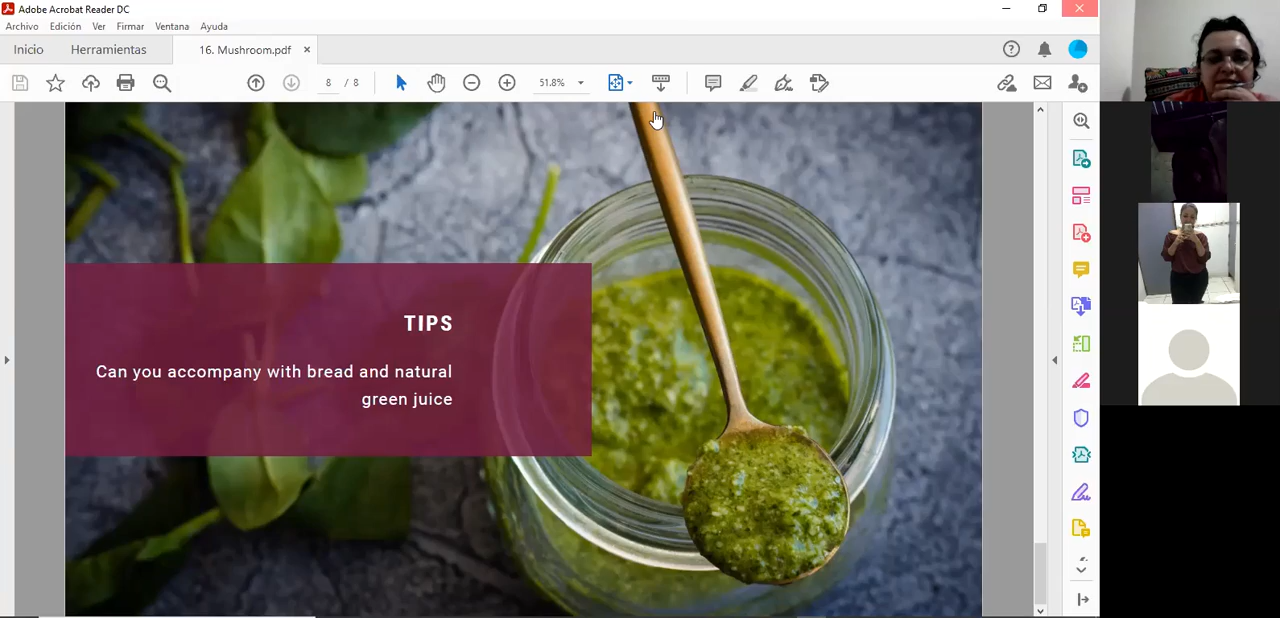 Adobe Acrobat Reader DC
Archivo Edición Ver Firmar Ventana Ayuda
Inicio Herramientas 16. Mushroom.pdf
8 / 8 51.8%
TIPS
Can you accompany with bread and natural
green juice